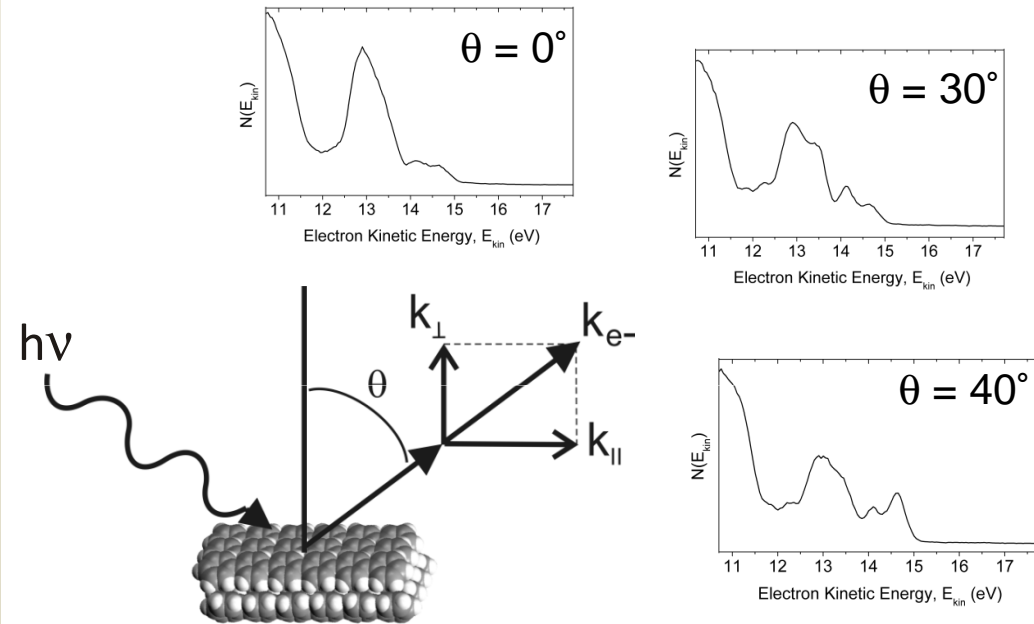 θ = 0°
N(E_kin)
11 12 13 14 15 16 17
Electron Kinetic Energy, E_kin (eV)
θ = 30°
N(E_kin)
11 12 13 14 15 16 17
Electron Kinetic Energy, E_kin (eV)
hν
θ
k⊥
k_e-
k_||
θ = 40°
N(E_kin)
11 12 13 14 15 16 17
Electron Kinetic Energy, E_kin (eV)